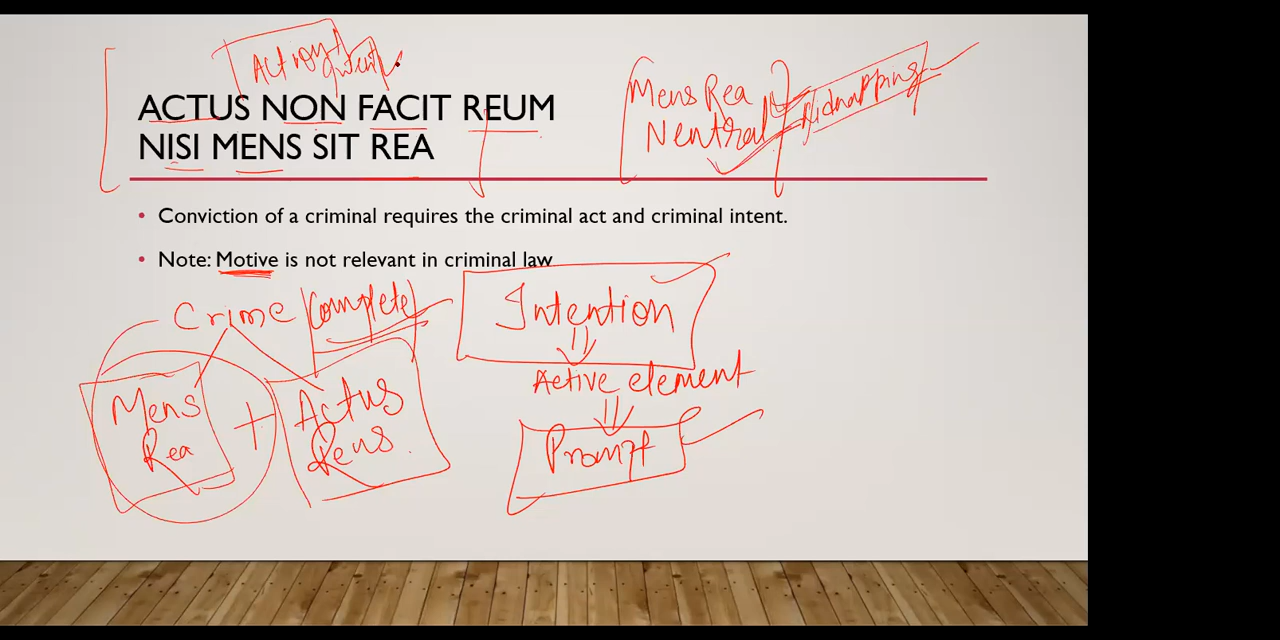 ACTUS NON FACIT REUM
NISI MENS SIT REA
Mens Rea
Neutral
Kidnapping
• Conviction of a criminal requires the criminal act and criminal intent.
• Note: Motive is not relevant in criminal law
Crime Complete
Mens
Rea
+
Actus
Reus
Intention
Active element
Prompt